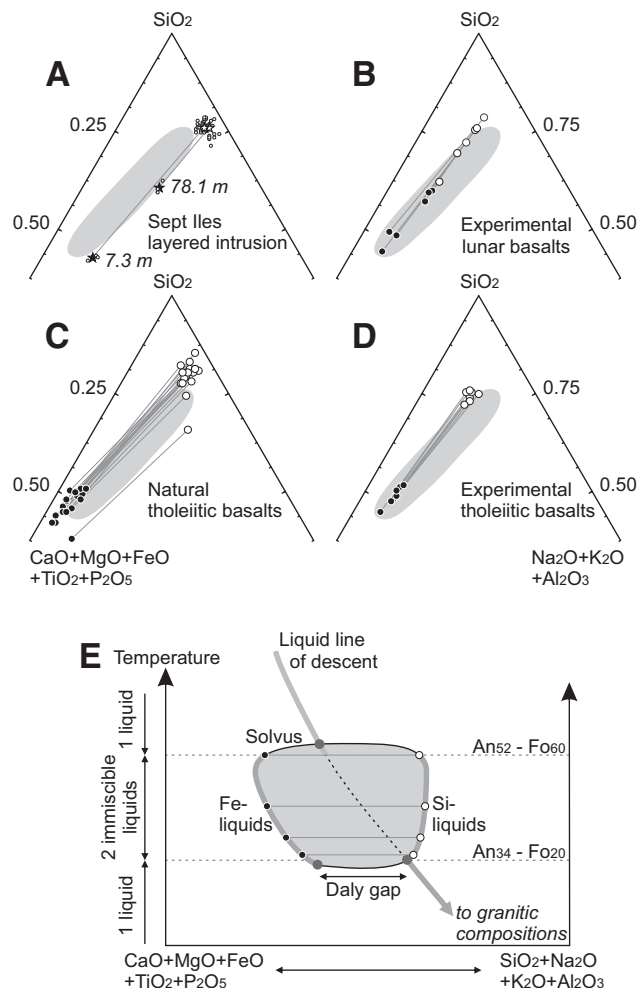 SiO2
SiO2
A
B
0.25
0.75
78.1 m
0.50
Sept Iles
layered intrusion
Experimental
lunar basalts
0.50
7.3 m
SiO2
SiO2
C
D
0.25
0.75
0.50
Natural
tholeiitic basalts
Experimental
tholeiitic basalts
0.50
CaO+MgO+FeO
+TiO2+P2O5
Na2O+K2O
+Al2O3
E
Temperature
Liquid line
of descent
1 liquid
2 immiscible
liquids
1 liquid
Solvus
An52 - Fo60
Fe-
liquids
Si-
liquids
An34 - Fo20
Daly gap
to granitic
compositions
CaO+MgO+FeO
+TiO2+P2O5
SiO2+Na2O
+K2O+Al2O3